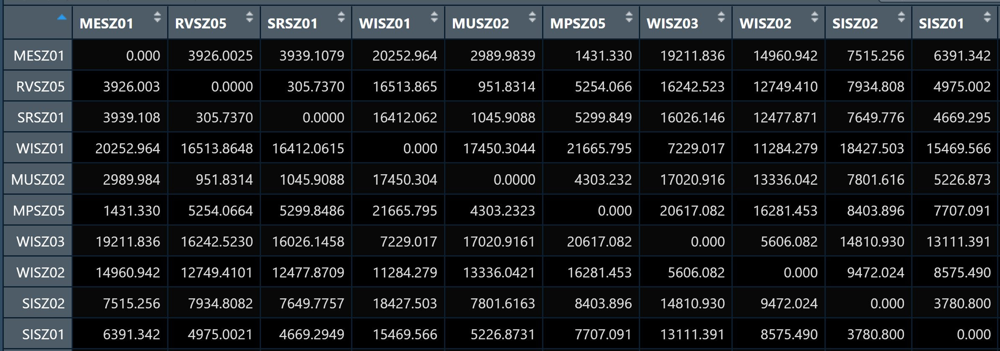 MESZ01 RVSZ05 SRSZ01 WISZ01 MUSZ02 MPSZ05 WISZ03 WISZ02 SISZ02 SISZ01
MESZ01 0.000 3926.0025 3939.1079 20252.964 2989.9839 1431.330 19211.836 14960.942 7515.256 6391.342
RVSZ05 3926.003 0.0000 305.7370 16513.865 951.8314 5254.066 16242.523 12749.410 7934.808 4975.002
SRSZ01 3939.108 305.7370 0.0000 16412.062 1045.9088 5299.849 16026.146 12477.871 7649.776 4669.295
WISZ01 20252.964 16513.8648 16412.0615 0.000 17450.3044 21665.795 7229.017 11284.279 18427.503 15469.566
MUSZ02 2989.984 951.8314 1045.9088 17450.304 0.0000 4303.232 17020.916 13336.042 7801.616 5226.873
MPSZ05 1431.330 5254.0664 5299.8486 21665.795 4303.2323 0.000 20617.082 16281.453 8403.896 7707.091
WISZ03 19211.836 16242.5230 16026.1458 7229.017 17020.9161 20617.082 0.000 5606.082 14810.930 13111.391
WISZ02 14960.942 12749.4101 12477.8709 11284.279 13336.0421 16281.453 5606.082 0.000 9472.024 8575.490
SISZ02 7515.256 7934.8082 7649.7757 18427.503 7801.6163 8403.896 14810.930 9472.024 0.000 3780.800
SISZ01 6391.342 4975.0021 4669.2949 15469.566 5226.8731 7707.091 13111.391 8575.490 3780.800 0.000